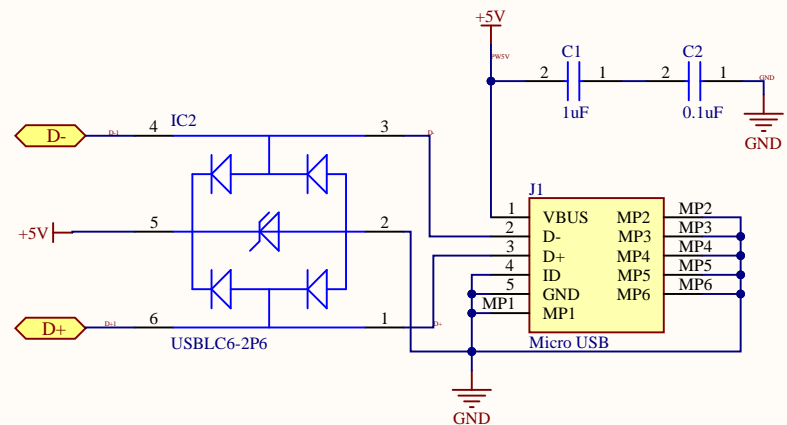 +5V
PW5V
C1
C2
2
1
2
1
GND
1uF
0.1uF
GND
D-
D-1
4
IC2
3
D-
+5V
5
2
D+
D+1
6
1
D+
USBLC6-2P6
J1
1 VBUS MP2 MP2
2 D- MP3 MP3
3 D+ MP4 MP4
4 ID MP5 MP5
5 GND MP6 MP6
MP1 MP1
Micro USB
GND